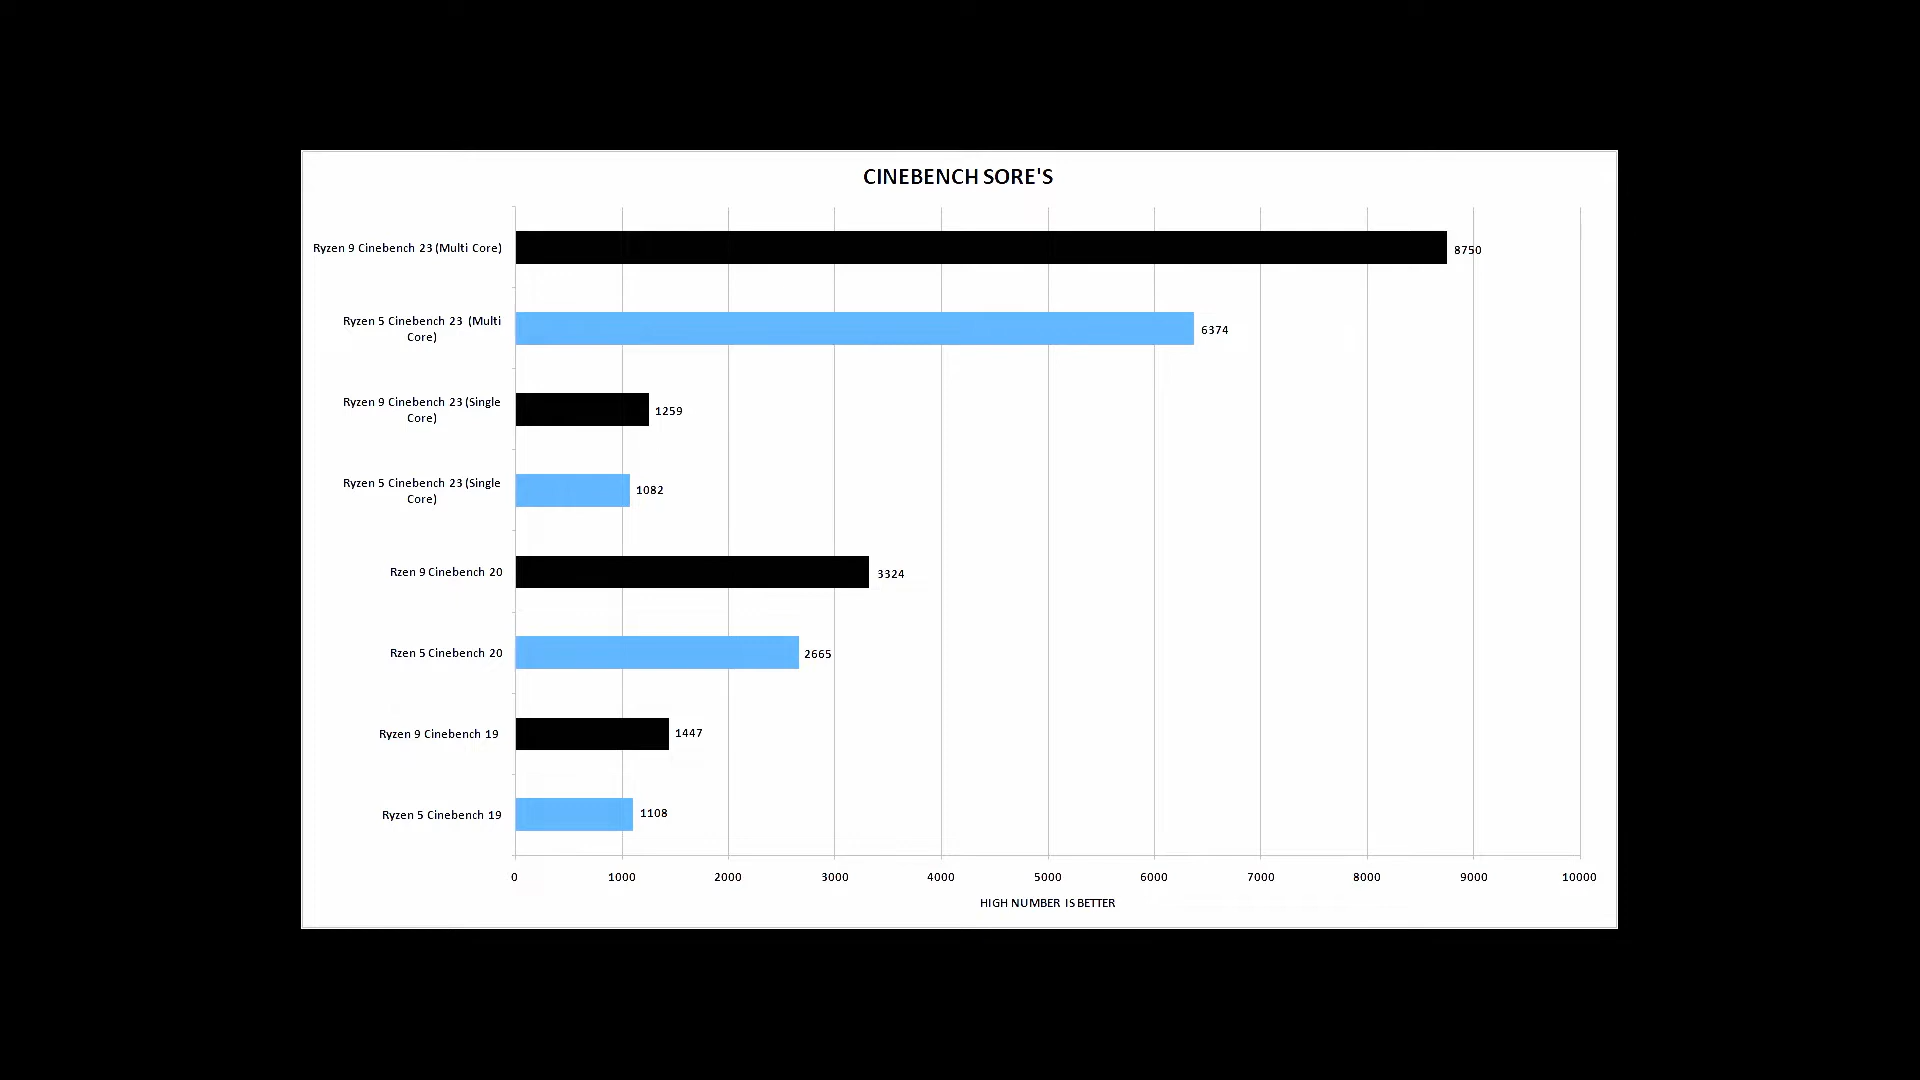 CINEBENCH SORE'S
Ryzen 9 Cinebench 23 (Multi Core)
8750
Ryzen 5 Cinebench 23 (Multi
Core)
6374
Ryzen 9 Cinebench 23 (Single
Core)
1259
Ryzen 5 Cinebench 23 (Single
Core)
1082
Rzen 9 Cinebench 20
3324
Rzen 5 Cinebench 20
2665
Ryzen 9 Cinebench 19
1447
Ryzen 5 Cinebench 19
1108
0 1000 2000 3000 4000 5000 6000 7000 8000 9000 10000
HIGH NUMBER IS BETTER